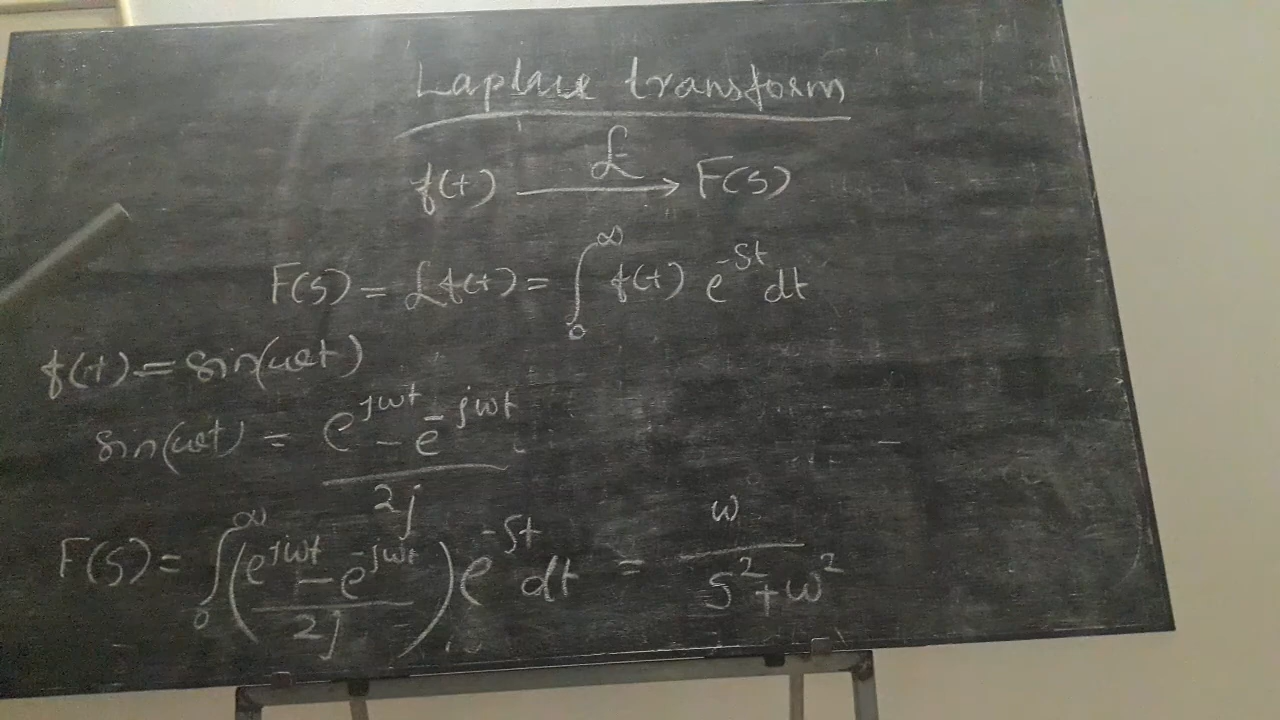 Laplace transform
f(t) £→ F(s)
F(s) = £f(t) = ∫₀^∞ f(t) e^-st dt
f(t) = sin(ωt)
sin(ωt) = (e^jωt - e^-jωt) / 2j
F(s) = ∫₀^∞ ((e^jωt - e^-jωt) / 2j) e^-st dt = ω / (s² + ω²)